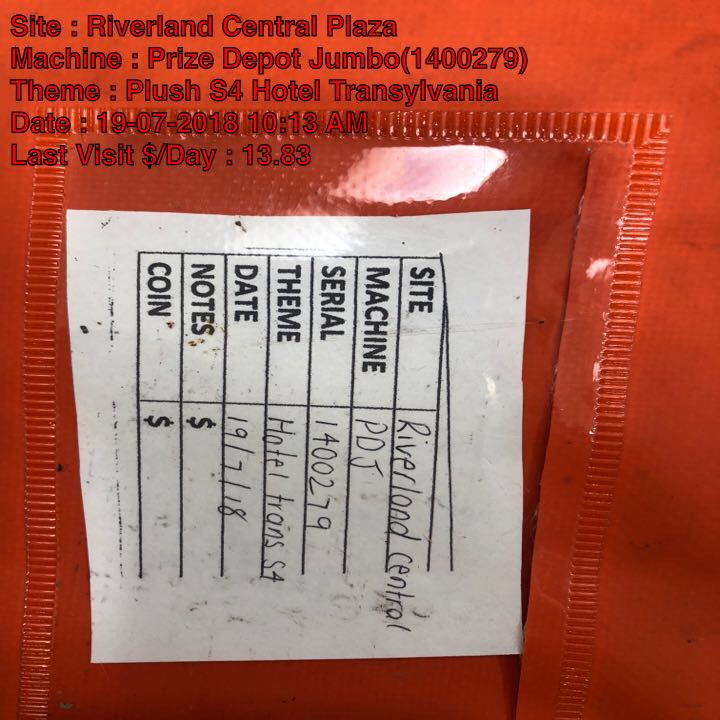 Site : Riverland Central Plaza
Machine : Prize Depot Jumbo(1400279)
Theme : Plush S4 Hotel Transylvania
Date : 19-07-2018 10:13 AM
Last Visit $/Day : 13.83
SITE Riverland Central
MACHINE PDJ
SERIAL 1400279
THEME Hotel trans S4
DATE 19/7/18
NOTES $
COIN $